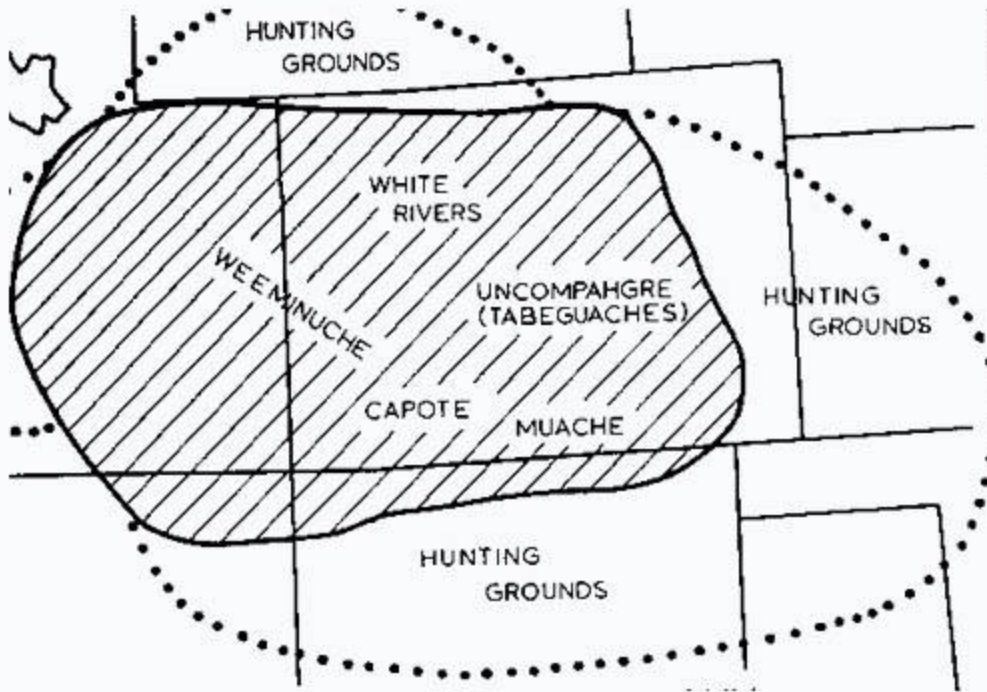 HUNTING
GROUNDS
WHITE
RIVERS
WEEMINUCHE
UNCOMPAHGRE
(TABEGUACHES)
HUNTING
GROUNDS
CAPOTE
MUACHE
HUNTING
GROUNDS